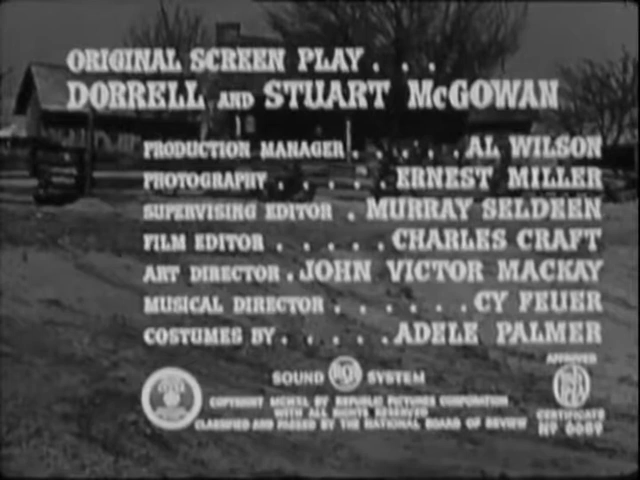 ORIGINAL SCREEN PLAY . . .
DORRELL AND STUART McGOWAN
PRODUCTION MANAGER . . . . . AL WILSON
PHOTOGRAPHY . . . . . ERNEST MILLER
SUPERVISING EDITOR . MURRAY SELDEEN
FILM EDITOR . . . . . CHARLES CRAFT
ART DIRECTOR . JOHN VICTOR MACKAY
MUSICAL DIRECTOR . . . . . . CY FEUER
COSTUMES BY . . . . . ADELE PALMER
SOUND RCA SYSTEM
APPROVED
COPYRIGHT MCMXL BY REPUBLIC PICTURES CORPORATION
WITH ALL RIGHTS RESERVED
CLASSIFIED AND PASSED BY THE NATIONAL BOARD OF REVIEW
CERTIFICATE
Nº